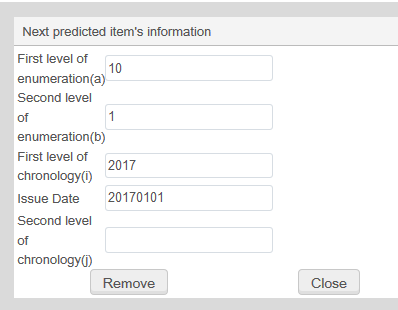 Next predicted item's information
First level of
enumeration(a) 10
Second level
of 1
enumeration(b)
First level of
chronology(i) 2017
Issue Date 20170101
Second level
of
chronology(j)
Remove Close